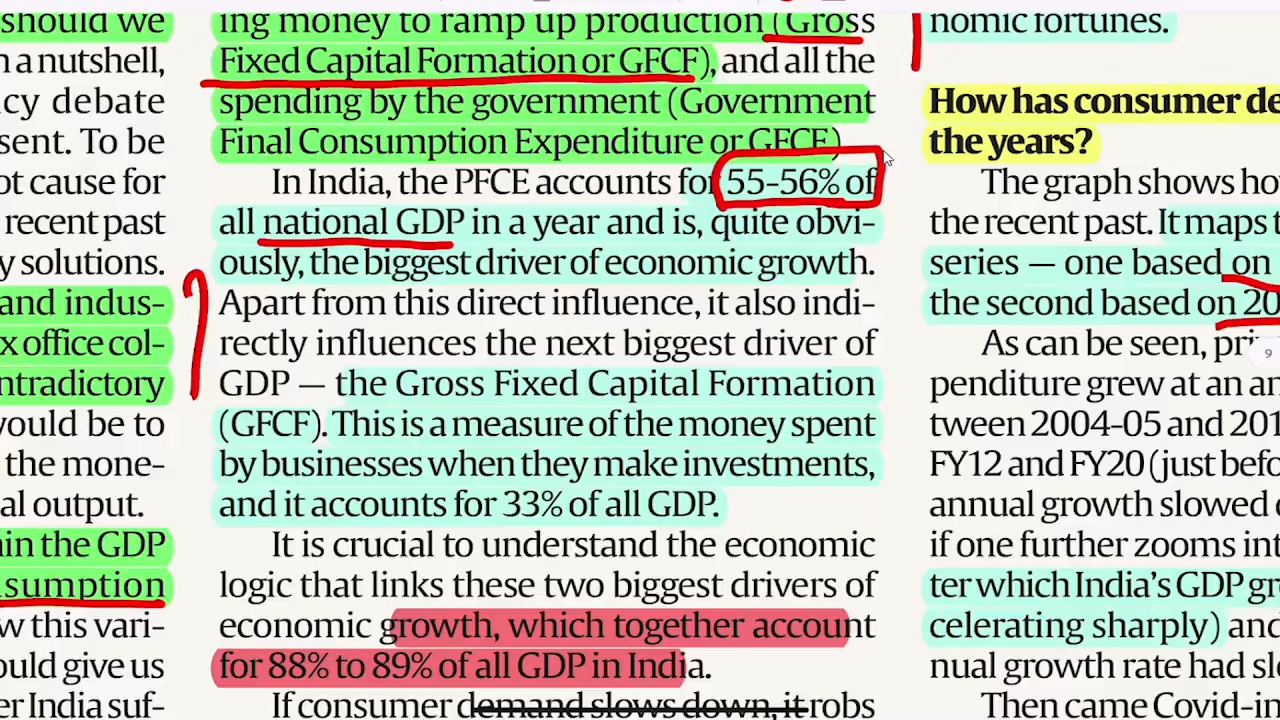 should we
n a nutshell,
cy debate
sent. To be
ot cause for
recent past
y solutions.
and indus-
x office col-
ntradictory
would be to
the mone-
al output.
in the GDP
sumption
w this vari-
ould give us
er India suf-
ing money to ramp up production (Gross
Fixed Capital Formation or GFCF), and all the
spending by the government (Government
Final Consumption Expenditure or GFCE)
In India, the PFCE accounts for 55-56% of
all national GDP in a year and is, quite obvi-
ously, the biggest driver of economic growth.
Apart from this direct influence, it also indi-
rectly influences the next biggest driver of
GDP — the Gross Fixed Capital Formation
(GFCF). This is a measure of the money spent
by businesses when they make investments,
and it accounts for 33% of all GDP.
It is crucial to understand the economic
logic that links these two biggest drivers of
economic growth, which together account
for 88% to 89% of all GDP in India.
If consumer demand slows down, it robs
nomic fortunes.
How has consumer de
the years?
The graph shows ho
the recent past. It maps t
series — one based on
the second based on 20
As can be seen, pri
penditure grew at an an
tween 2004-05 and 201
FY12 and FY20 (just befo
annual growth slowed
if one further zooms int
ter which India's GDP gr
celerating sharply) and
nual growth rate had slo
Then came Covid-in
9